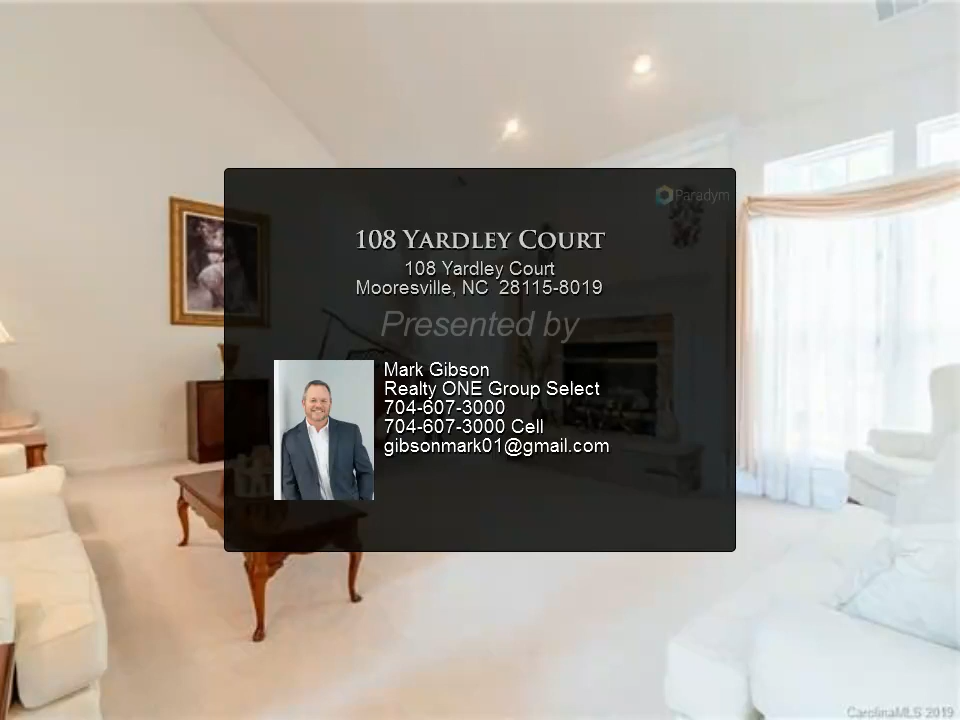 Paradym
108 Yardley Court
108 Yardley Court
Mooresville, NC 28115-8019
Presented by
Mark Gibson
Realty ONE Group Select
704-607-3000
704-607-3000 Cell
gibsonmark01@gmail.com
CarolinaMLS 2019